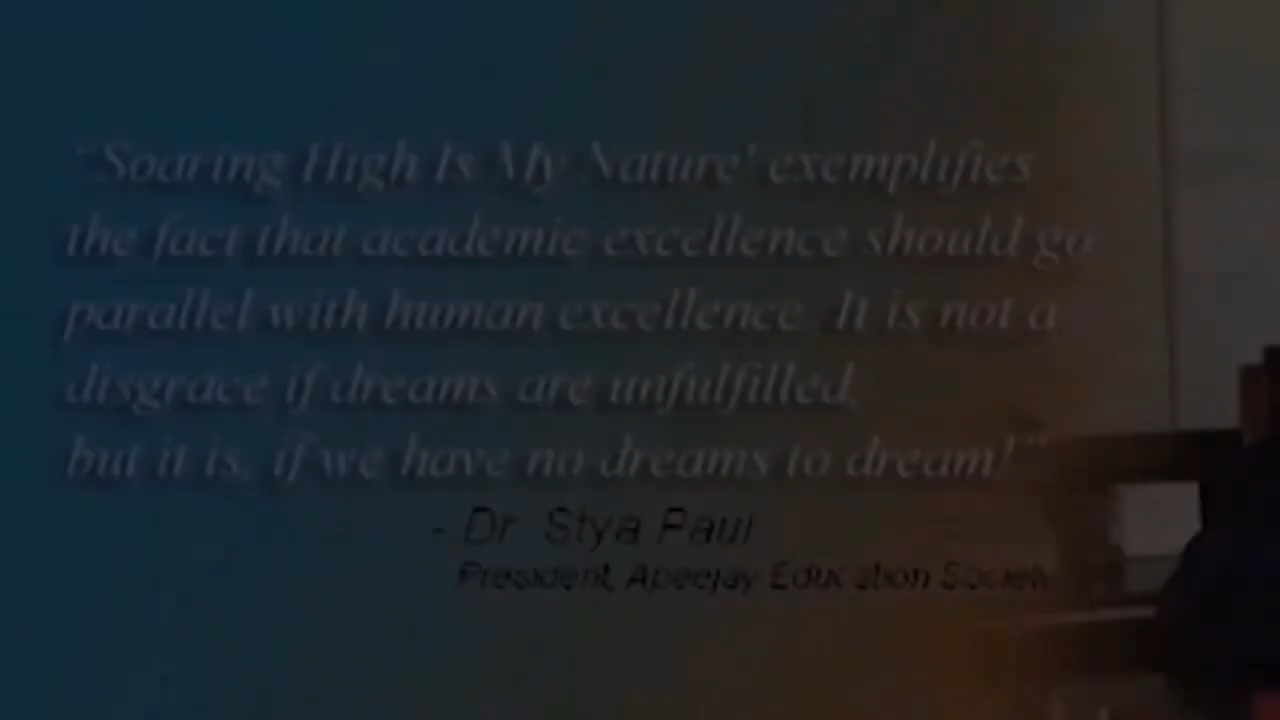 "'Soaring High Is My Nature' exemplifies
the fact that academic excellence should go
parallel with human excellence. It is not a
disgrace if dreams are unfulfilled,
but it is, if we have no dreams to dream!"
- Dr. Stya Paul
President, Apeejay Education Society